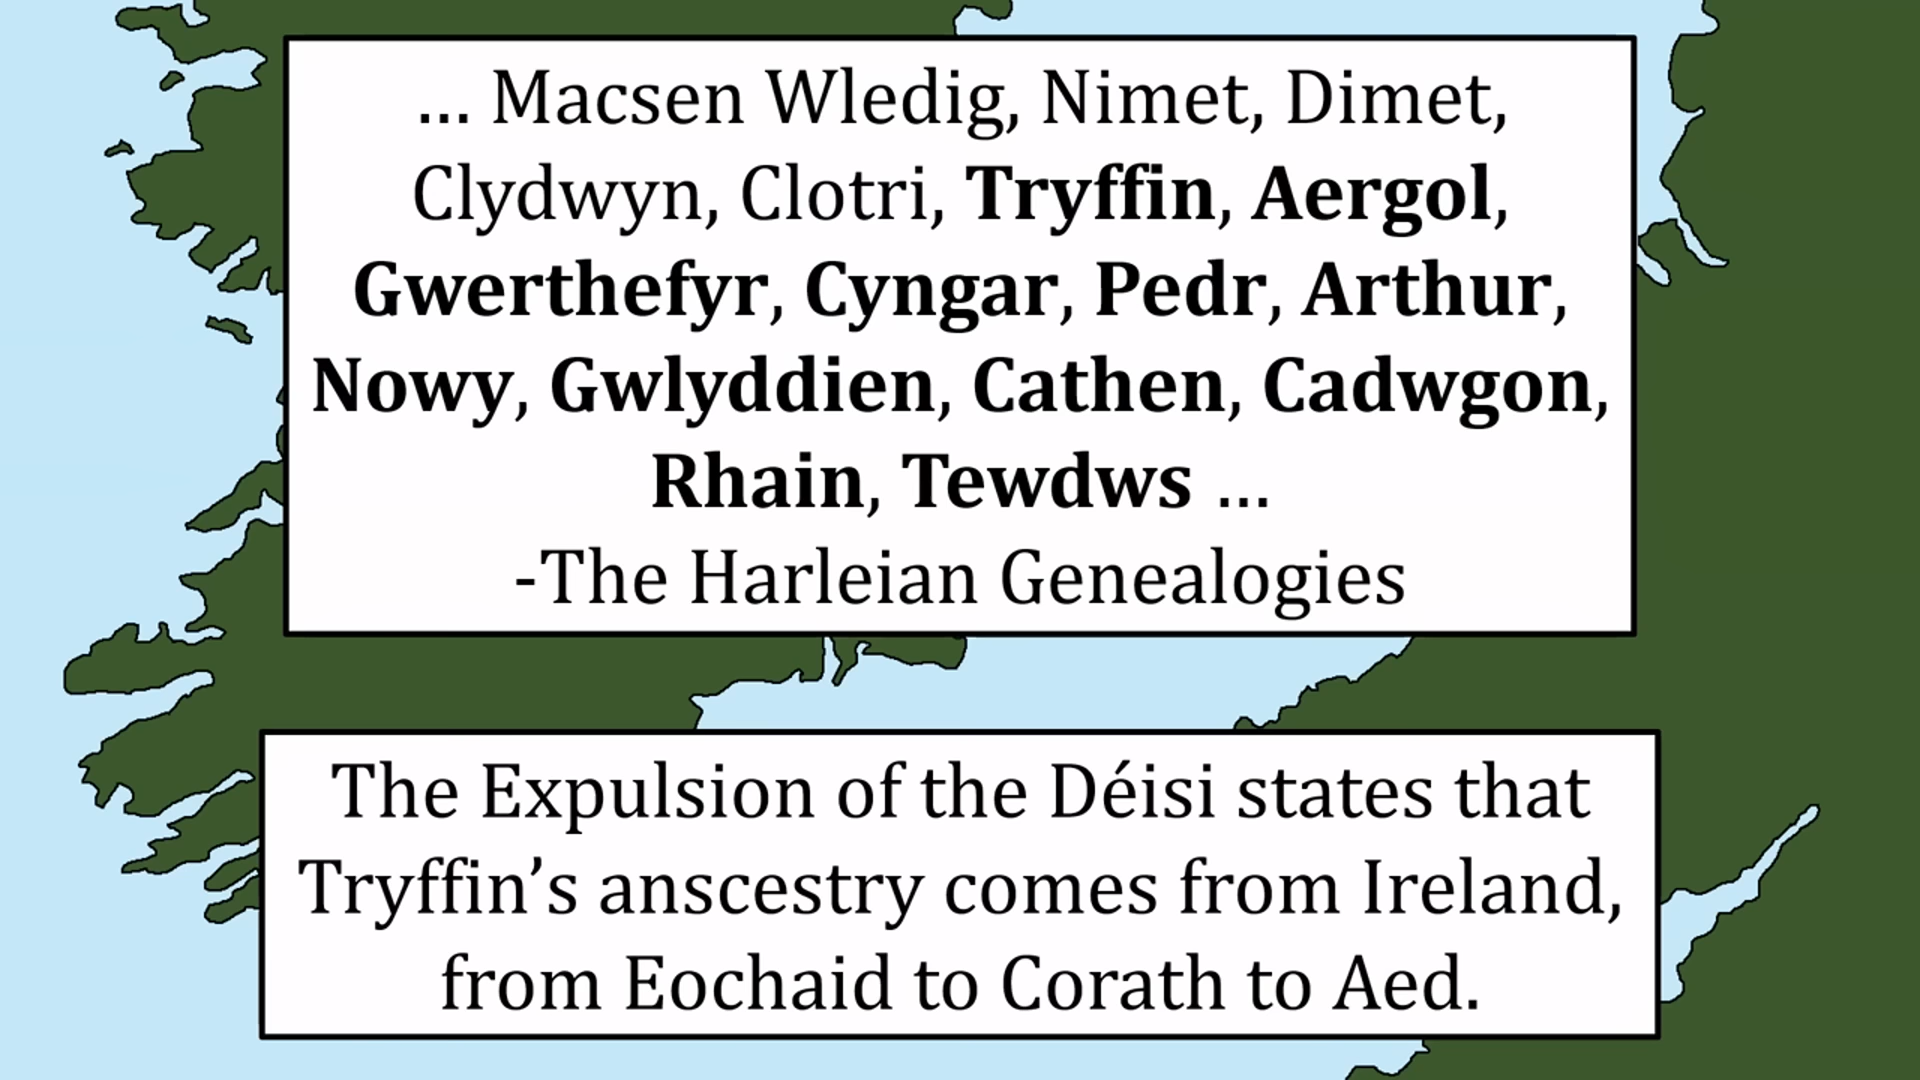 ... Macsen Wledig, Nimet, Dimet,
Clydwyn, Clotri, Tryffin, Aergol,
Gwerthefyr, Cyngar, Pedr, Arthur,
Nowy, Gwlyddien, Cathen, Cadwgon,
Rhain, Tewdws ...
-The Harleian Genealogies
The Expulsion of the Déisi states that
Tryffin’s anscestry comes from Ireland,
from Eochaid to Corath to Aed.